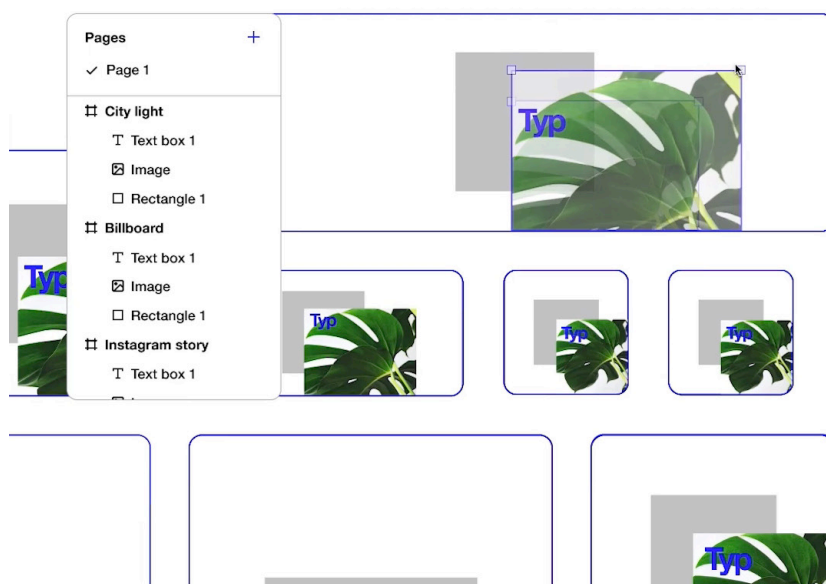 Pages
Page 1
City light
Text box 1
Image
Rectangle 1
Billboard
Text box 1
Image
Rectangle 1
Instagram story
Text box 1
Typ
Typ
Typ
Typ
Typ
Typ